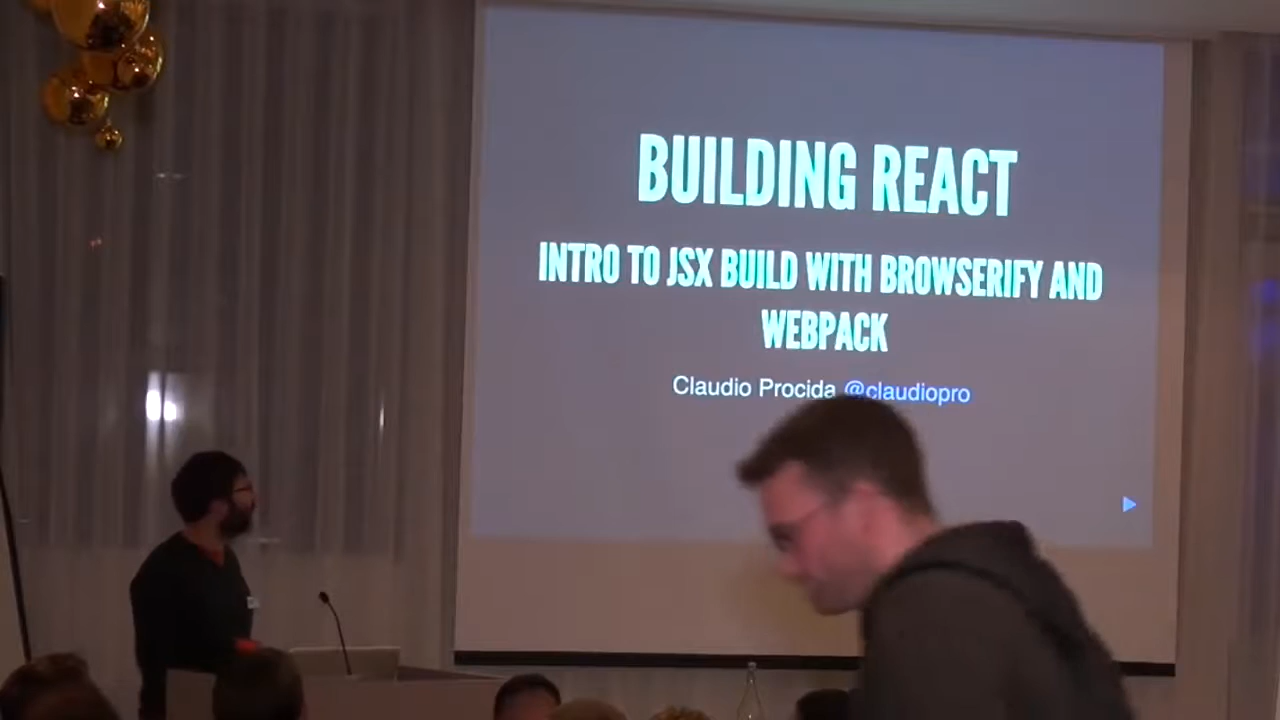 BUILDING REACT
INTRO TO JSX BUILD WITH BROWSERIFY AND
WEBPACK
Claudio Procida @claudiopro